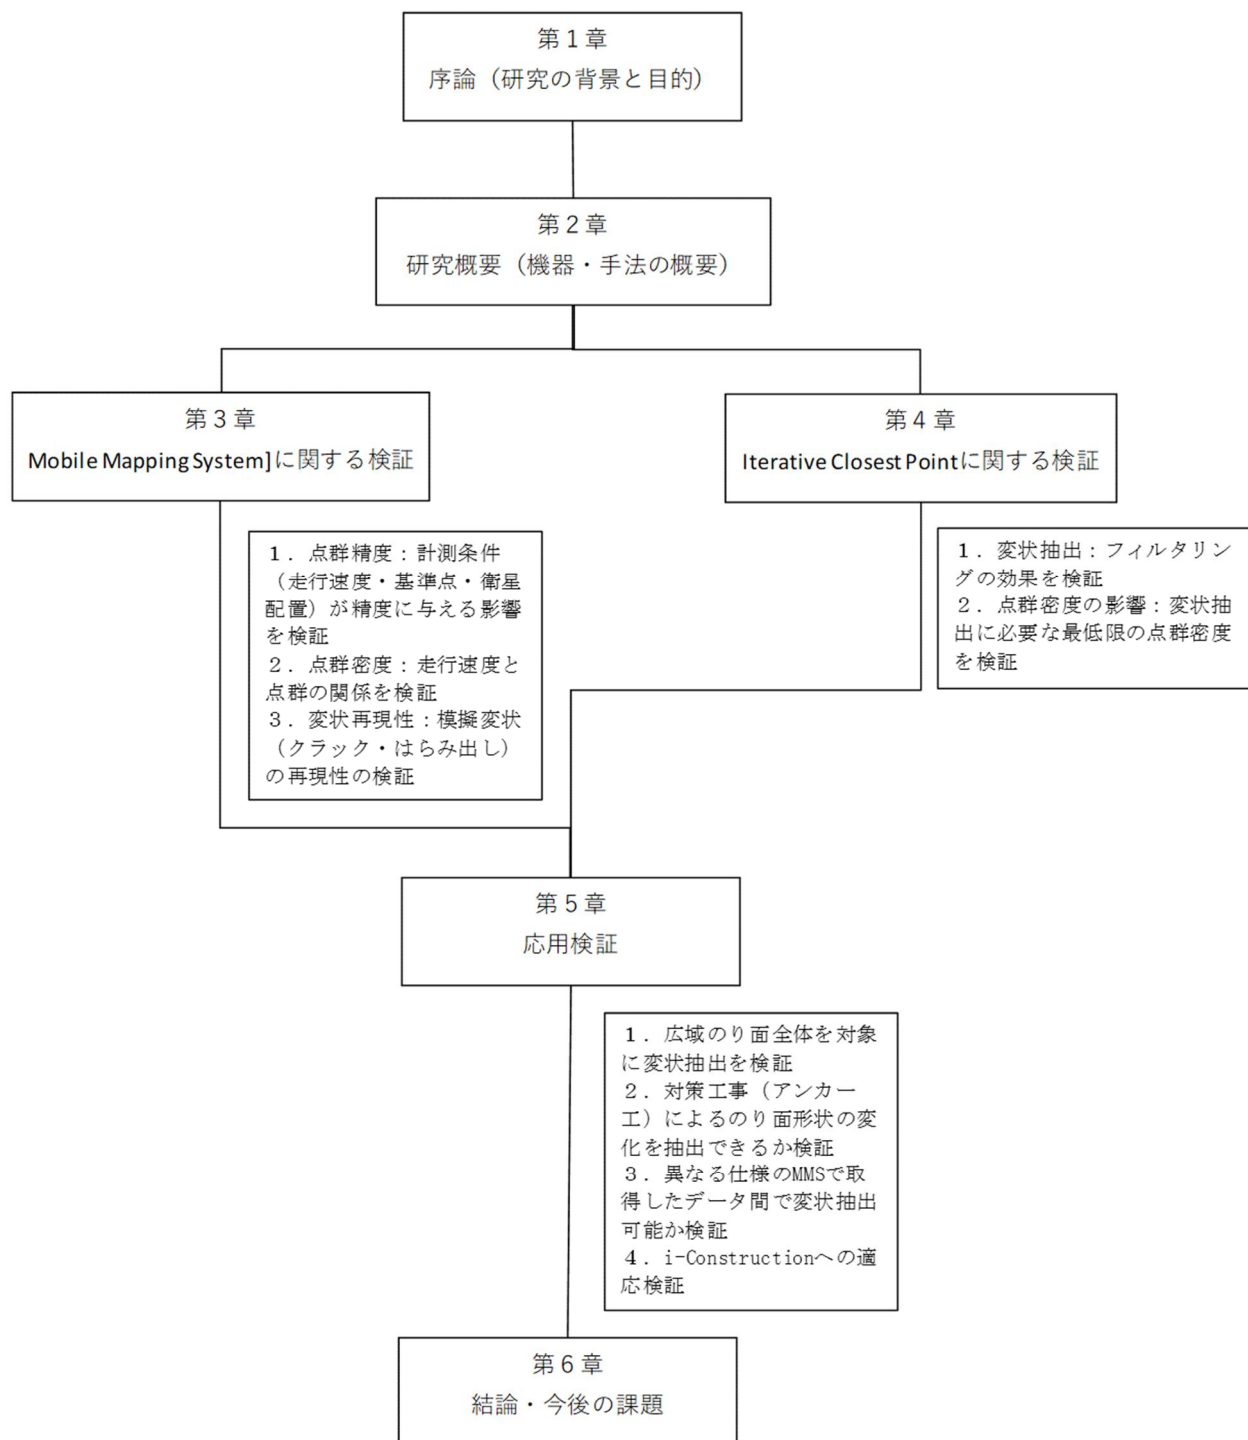 第１章
序論（研究の背景と目的）
第２章
研究概要（機器・手法の概要）
第３章
Mobile Mapping System]に関する検証
第４章
Iterative Closest Pointに関する検証
１．点群精度：計測条件
（走行速度・基準点・衛星
配置）が精度に与える影響
を検証
２．点群密度：走行速度と
点群の関係を検証
３．変状再現性：模擬変状
（クラック・はらみ出し）
の再現性の検証
１．変状抽出：フィルタリン
グの効果を検証
２．点群密度の影響：変状抽
出に必要な最低限の点群密度
を検証
第５章
応用検証
１．広域のり面全体を対象
に変状抽出を検証
２．対策工事（アンカー
工）によるのり面形状の変
化を抽出できるか検証
３．異なる仕様のMMSで取
得したデータ間で変状抽出
可能か検証
４．i-Constructionへの適
応検証
第６章
結論・今後の課題